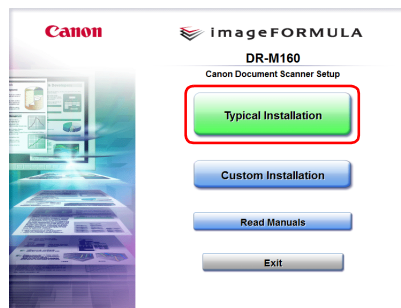 Canon
imageFORMULA
DR-M160
Canon Document Scanner Setup
Typical Installation
Custom Installation
Read Manuals
Exit